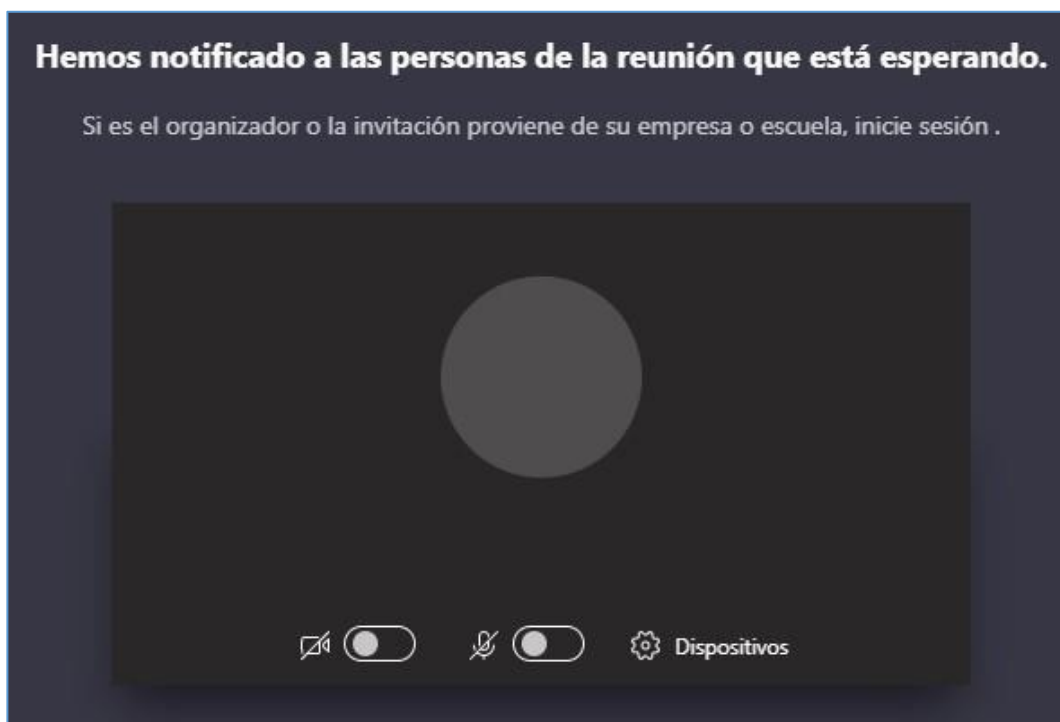 Hemos notificado a las personas de la reunión que está esperando.
Si es el organizador o la invitación proviene de su empresa o escuela, inicie sesión .
Dispositivos